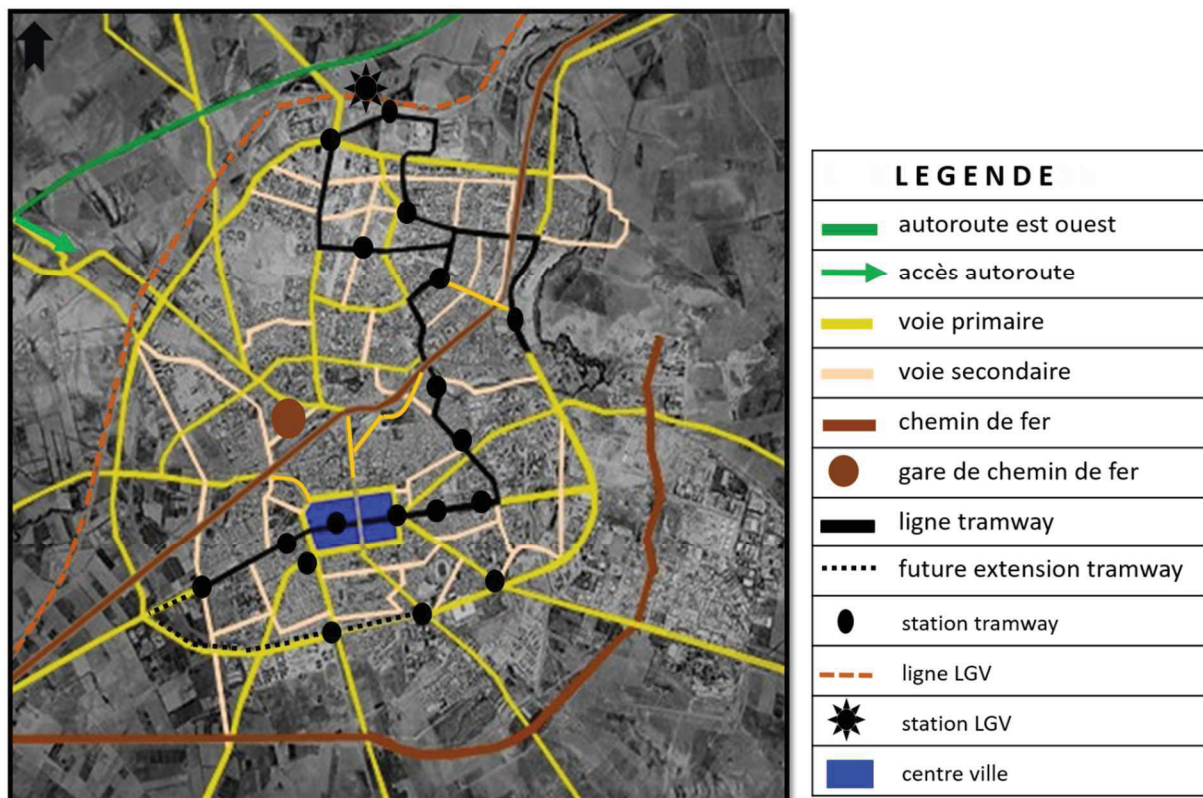 LEGENDE
autoroute est ouest
accès autoroute
voie primaire
voie secondaire
chemin de fer
gare de chemin de fer
ligne tramway
future extension tramway
station tramway
ligne LGV
station LGV
centre ville